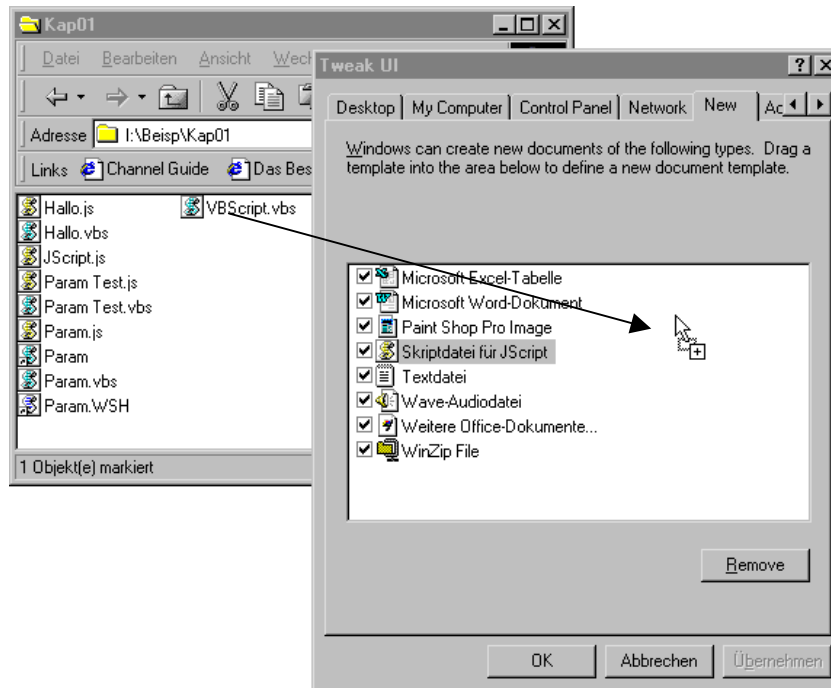 Kap01
Datei Bearbeiten Ansicht
Adresse I:\Beisp\Kap01
Links Channel Guide Das Bes
Hallo.js
Hallo.vbs
JScript.js
Param Test.js
Param Test.vbs
Param.js
Param
Param.vbs
Param.WSH
VBScript.vbs
1 Objekt(e) markiert
Tweak UI
Desktop My Computer Control Panel Network New Ac
Windows can create new documents of the following types. Drag a
template into the area below to define a new document template.
Microsoft Excel-Tabelle
Microsoft Word-Dokument
Paint Shop Pro Image
Skriptdatei für JScript
Textdatei
Wave-Audiodatei
Weitere Office-Dokumente...
WinZip File
Remove
OK Abbrechen Übernehmen